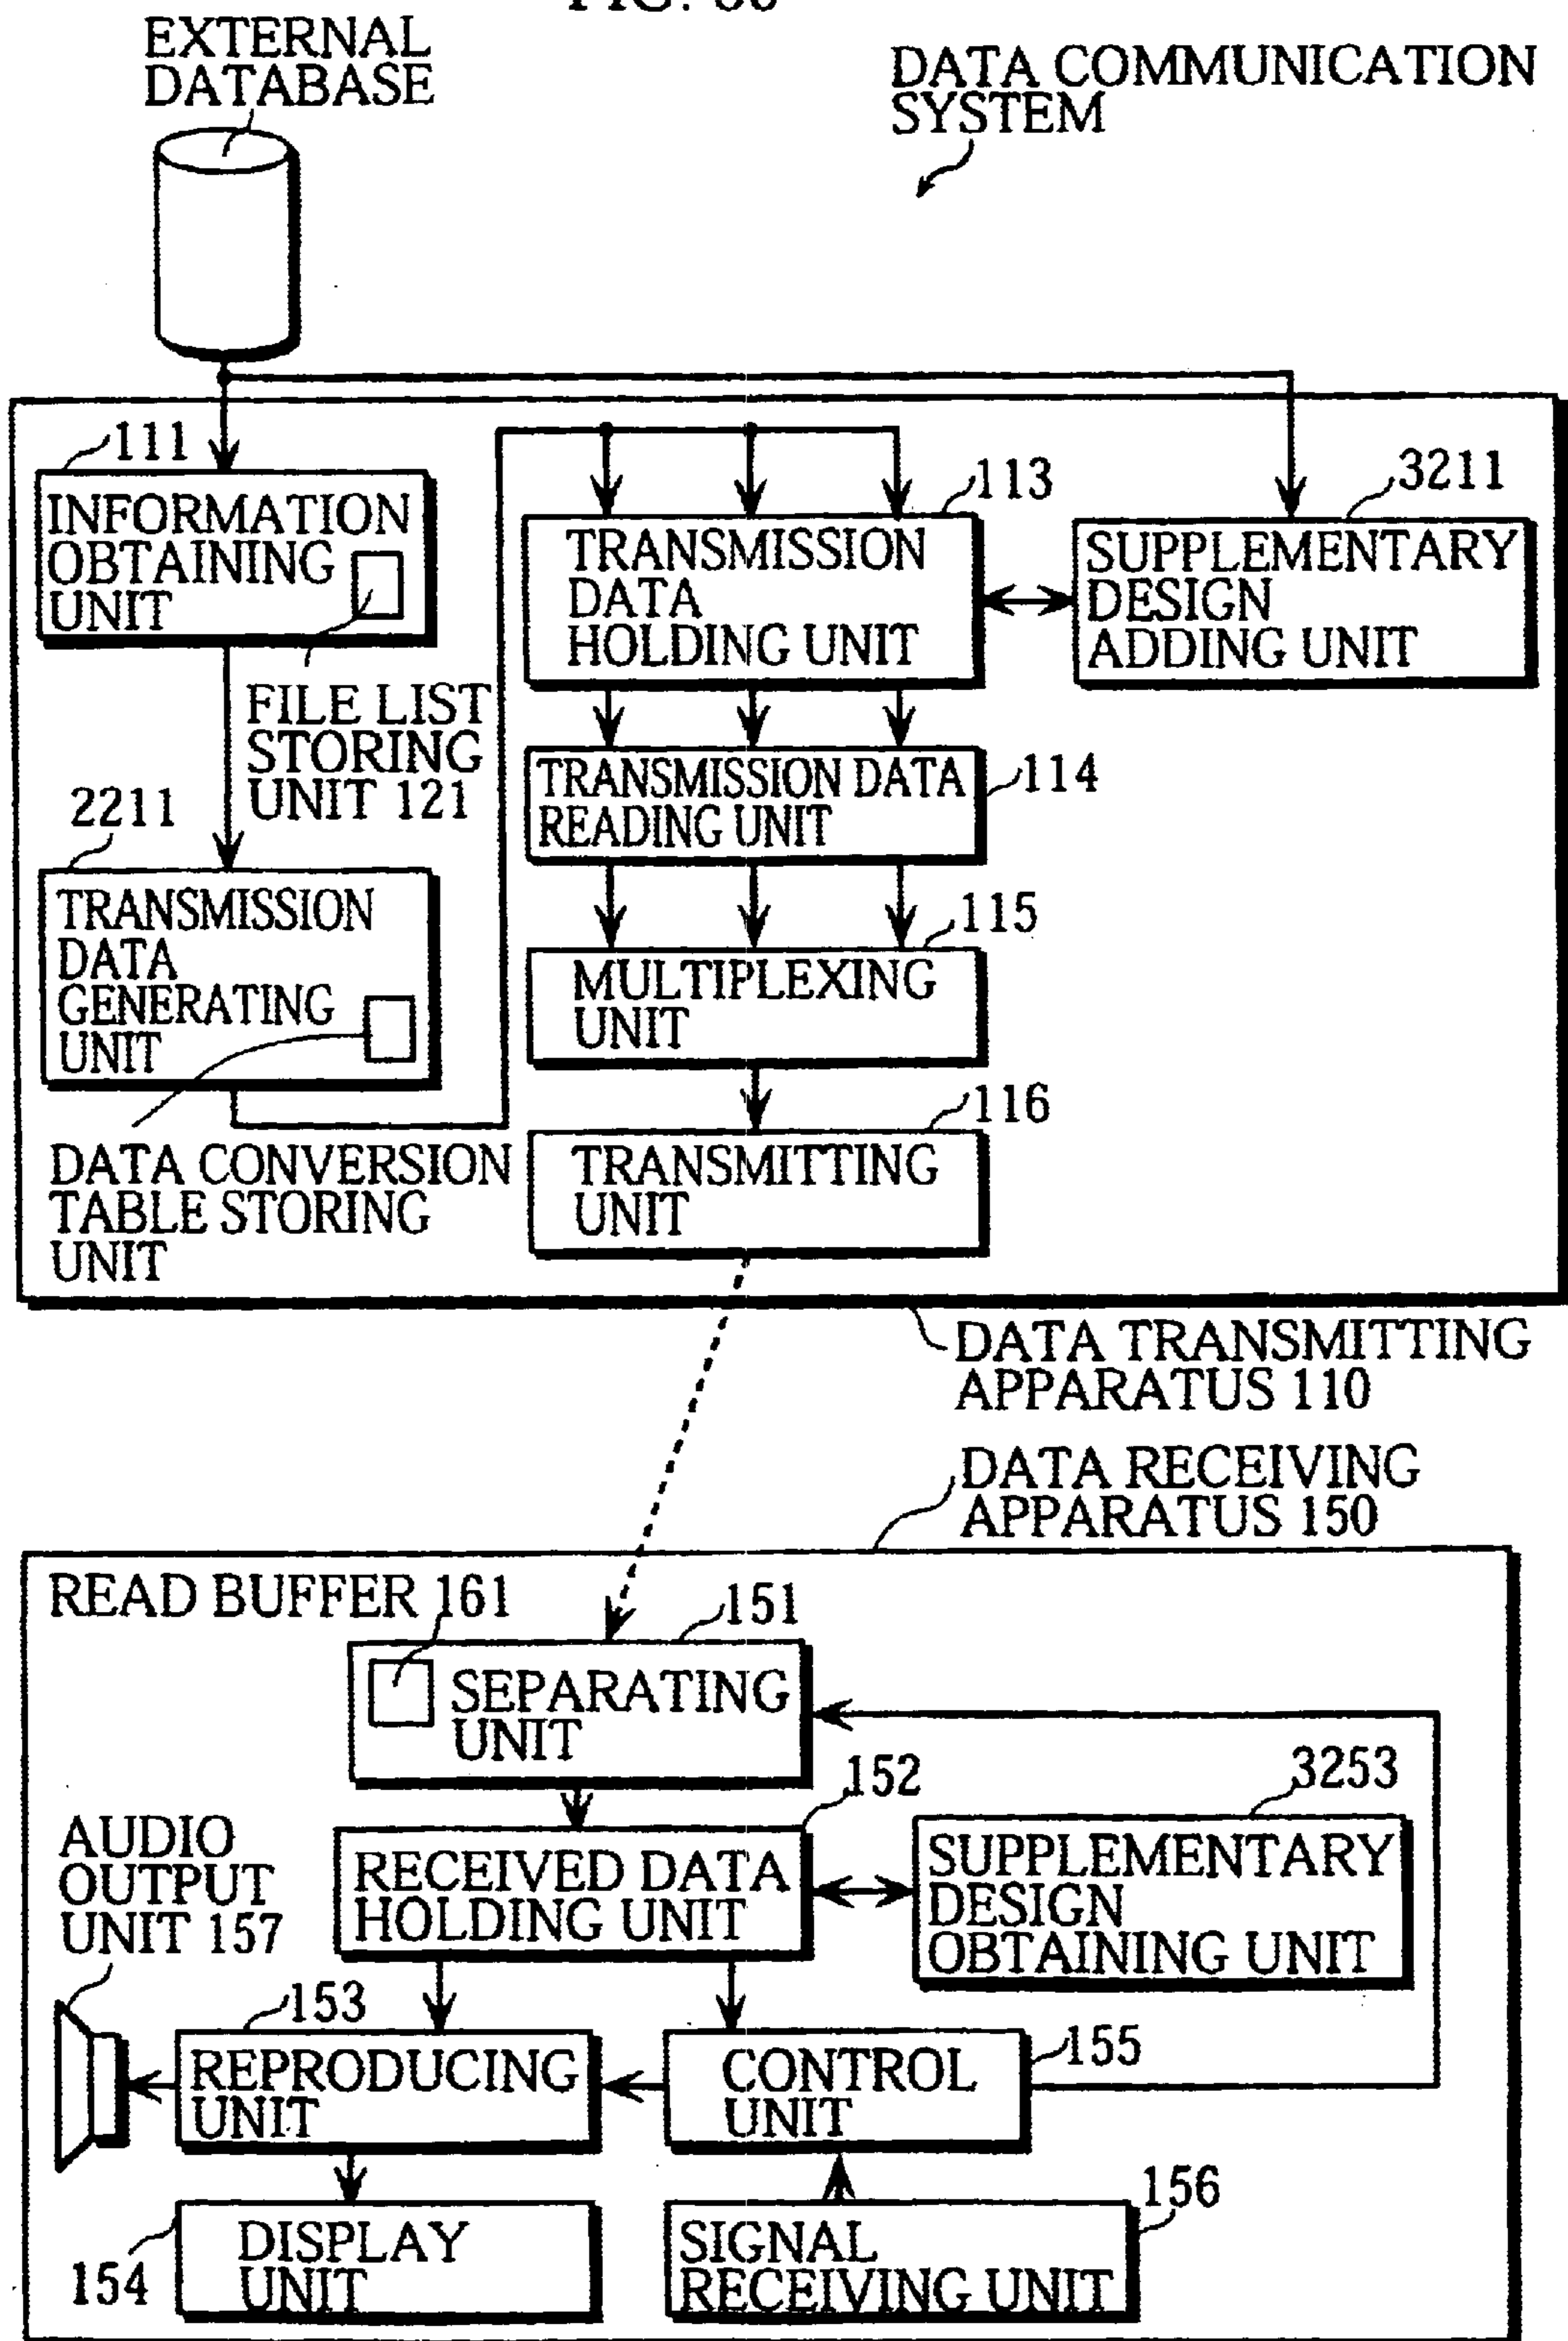 EXTERNAL
DATABASE
DATA COMMUNICATION
SYSTEM
111
INFORMATION
OBTAINING
UNIT
FILE LIST
STORING
UNIT 121
2211
TRANSMISSION
DATA
GENERATING
UNIT
DATA CONVERSION
TABLE STORING
UNIT
113
TRANSMISSION
DATA
HOLDING UNIT
3211
SUPPLEMENTARY
DESIGN
ADDING UNIT
TRANSMISSION DATA
READING UNIT
114
115
MULTIPLEXING
UNIT
116
TRANSMITTING
UNIT
DATA TRANSMITTING
APPARATUS 110
DATA RECEIVING
APPARATUS 150
READ BUFFER 161
151
SEPARATING
UNIT
152
RECEIVED DATA
HOLDING UNIT
3253
SUPPLEMENTARY
DESIGN
OBTAINING UNIT
AUDIO
OUTPUT
UNIT 157
153
REPRODUCING
UNIT
CONTROL
UNIT
155
154
DISPLAY
UNIT
SIGNAL
RECEIVING UNIT
156